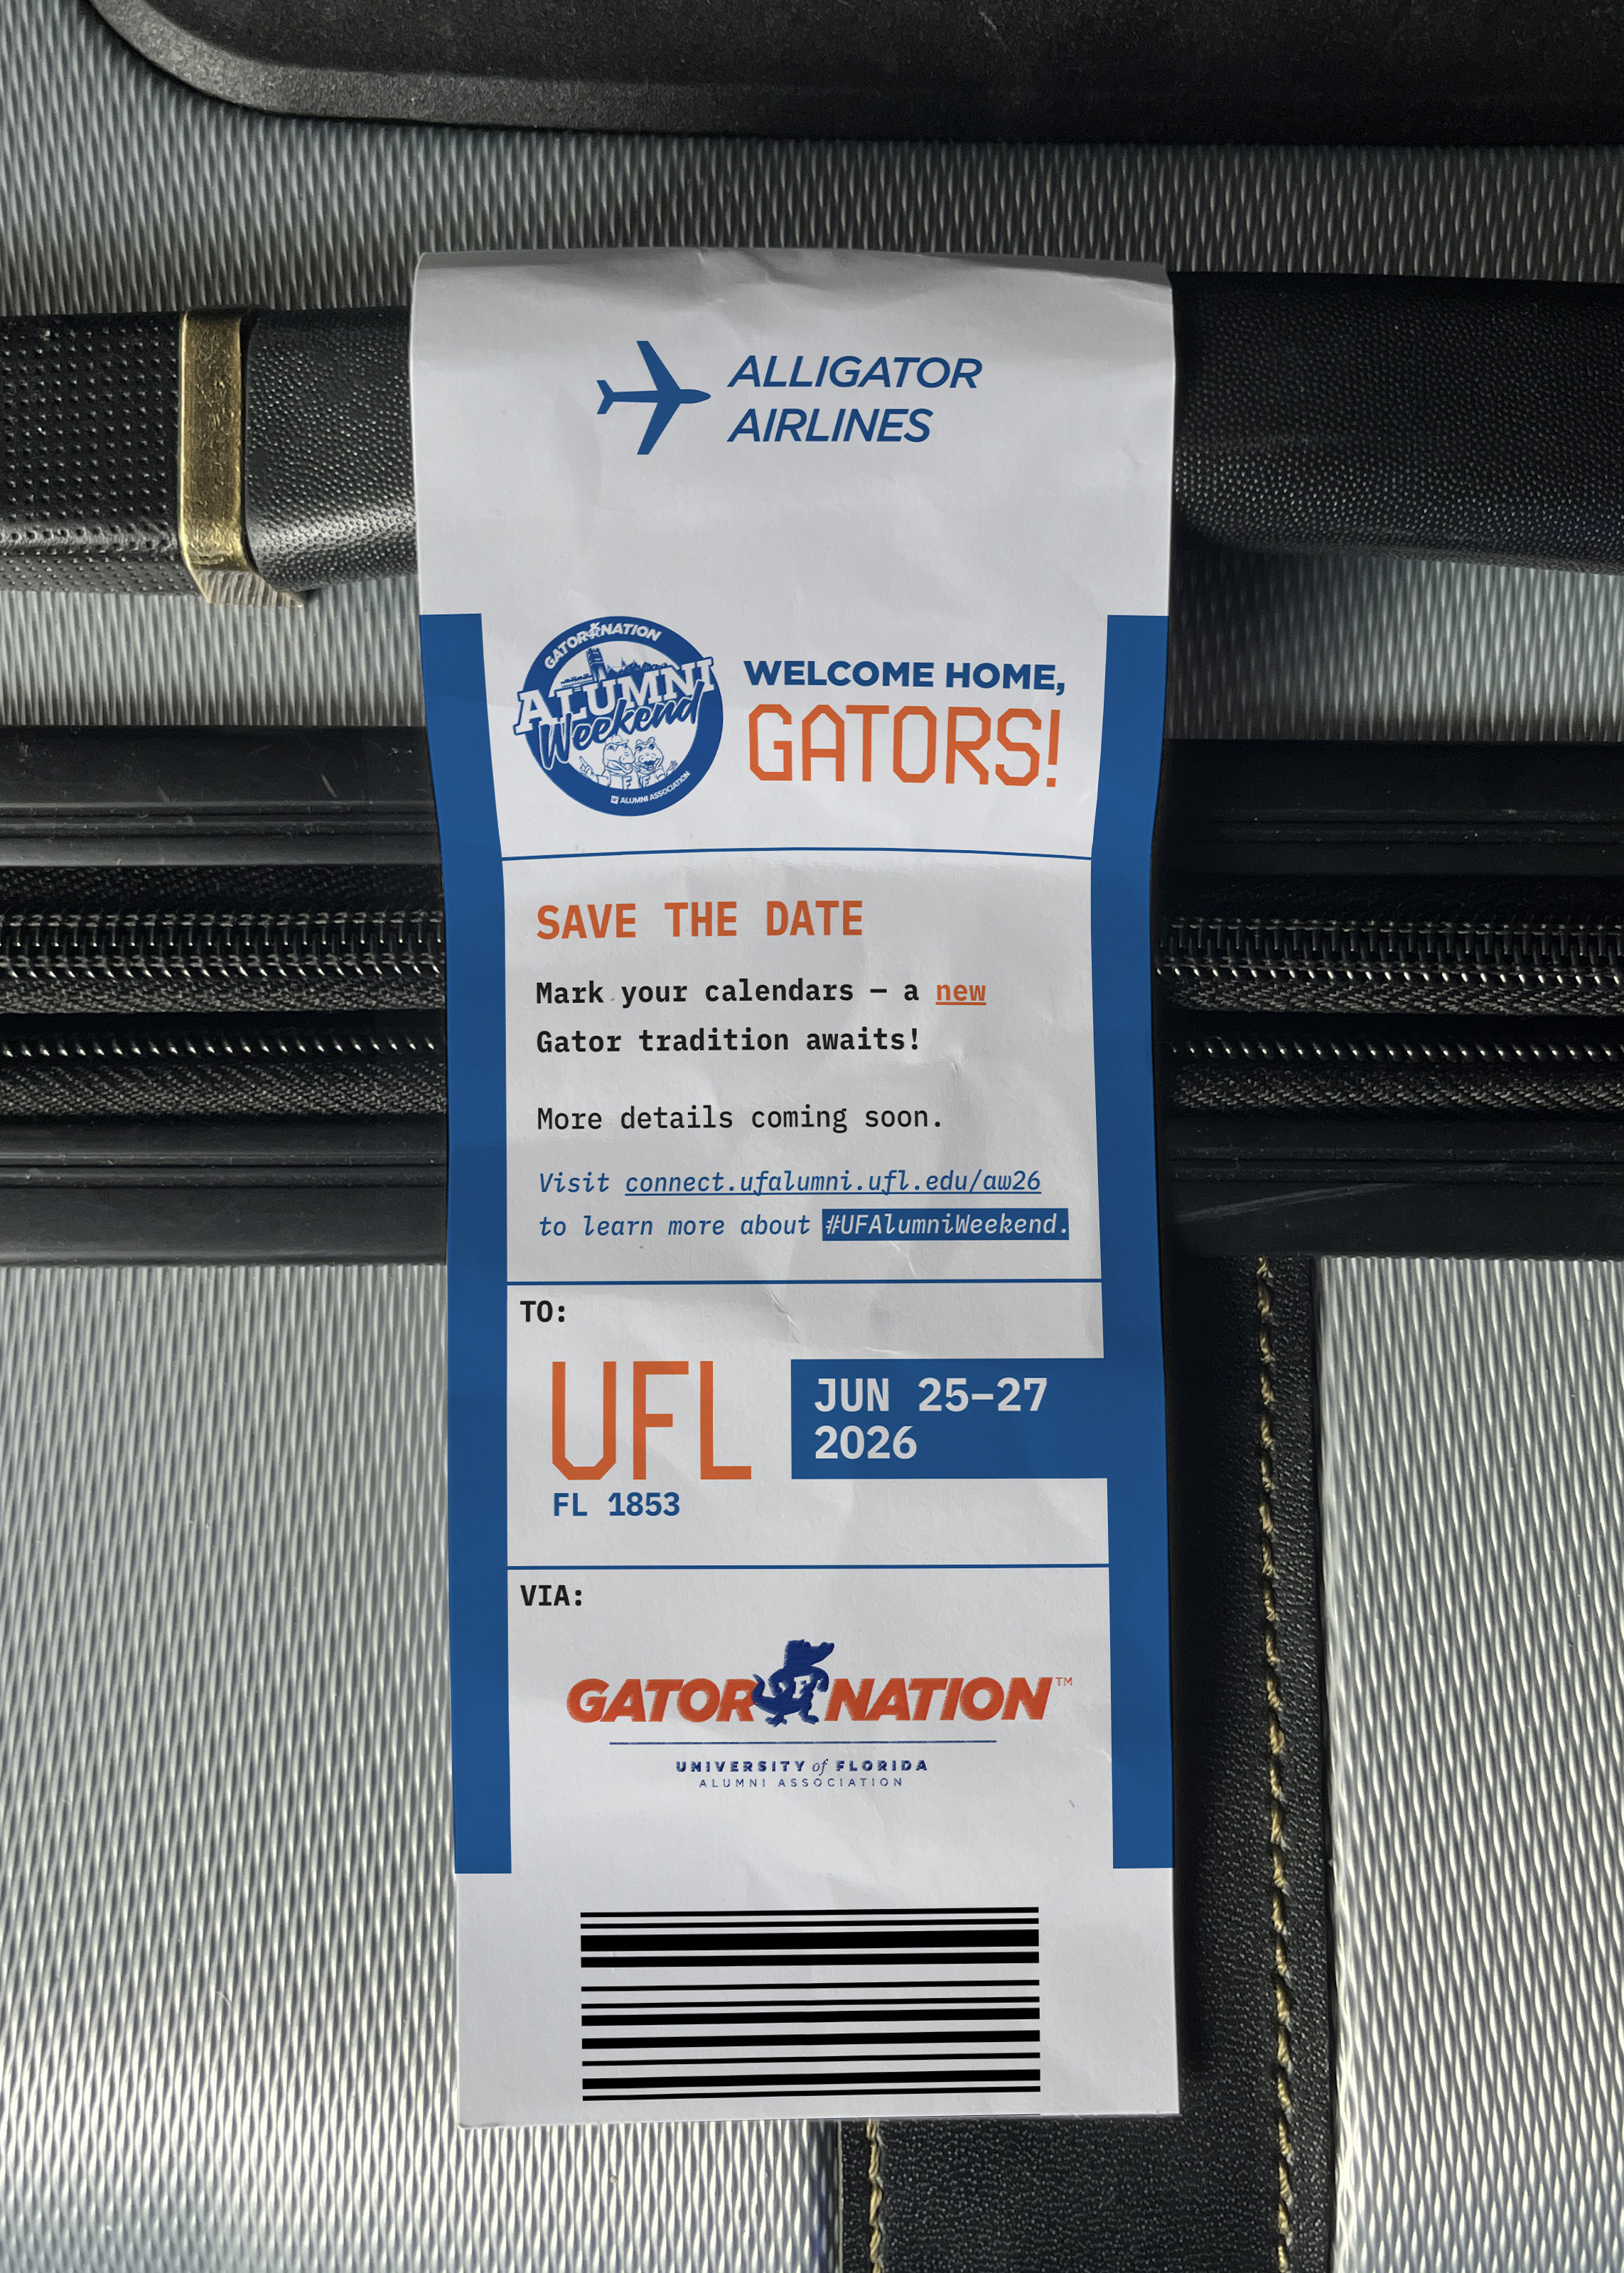 ALLIGATOR
AIRLINES
GATOR NATION
ALUMNI
Weekend
UF ALUMNI ASSOCIATION
WELCOME HOME,
GATORS!
SAVE THE DATE
Mark your calendars – a new
Gator tradition awaits!
More details coming soon.
Visit connect.ufalumni.ufl.edu/aw26
to learn more about #UFAlumniWeekend.
TO:
UFL
JUN 25–27
2026
FL 1853
VIA:
GATOR NATION™
UNIVERSITY of FLORIDA
ALUMNI ASSOCIATION